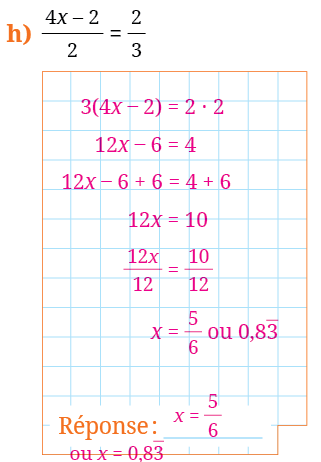 h) (4x – 2)/2 = 2/3
3(4x – 2) = 2 · 2
12x – 6 = 4
12x – 6 + 6 = 4 + 6
12x = 10
12x/12 = 10/12
x = 5/6 ou 0,83̅
Réponse : x = 5/6
ou x = 0,83̅